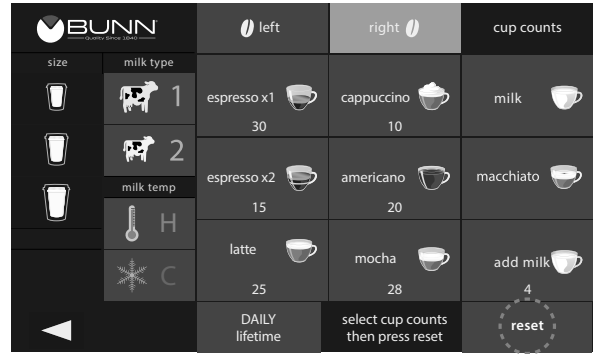 BUNN
Quality Since 1840
left
right
cup counts
size
milk type
1
2
milk temp
H
C
espresso x1
30
cappuccino
10
milk
espresso x2
15
americano
20
macchiato
latte
25
mocha
28
add milk
4
DAILY
lifetime
select cup counts
then press reset
reset